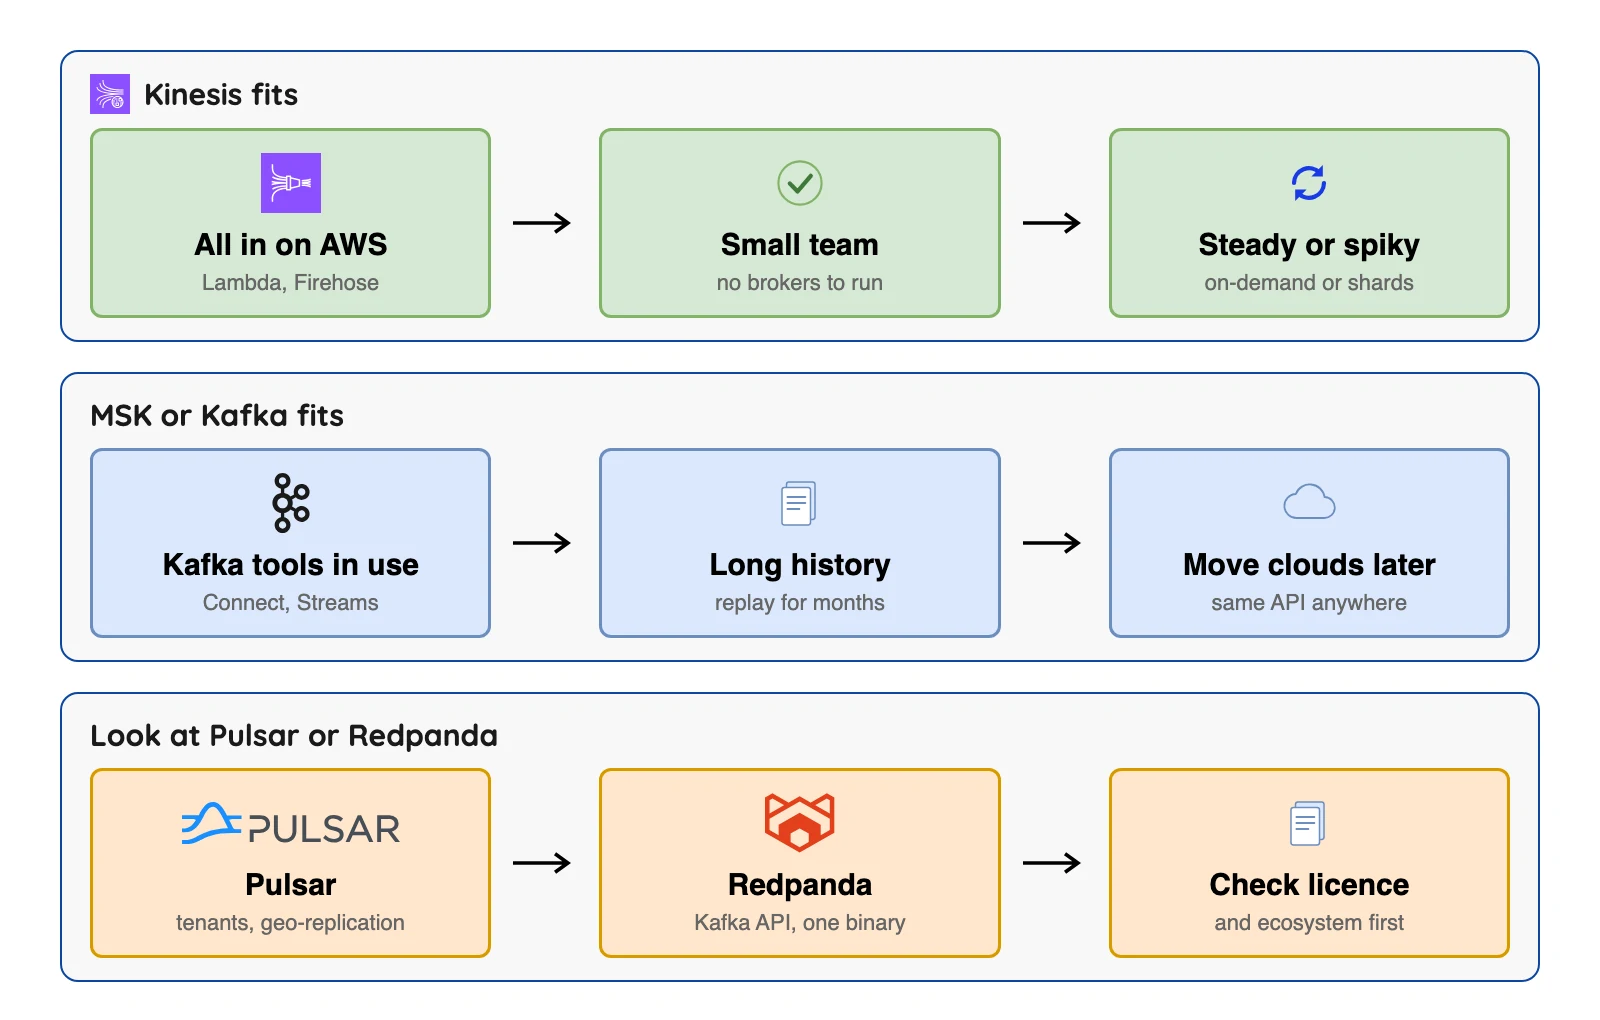 Kinesis fits
All in on AWS
Lambda, Firehose
Small team
no brokers to run
Steady or spiky
on-demand or shards
MSK or Kafka fits
Kafka tools in use
Connect, Streams
Long history
replay for months
Move clouds later
same API anywhere
Look at Pulsar or Redpanda
PULSAR
Pulsar
tenants, geo-replication
Redpanda
Kafka API, one binary
Check licence
and ecosystem first